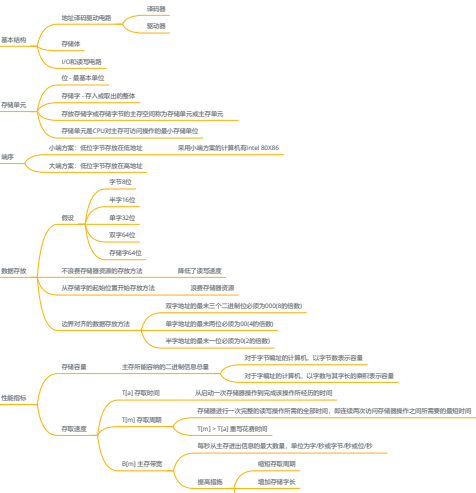 基本结构
地址译码驱动电路
译码器
驱动器
存储体
I/O和读写电路
存储单元
位 - 最基本单位
存储字 - 存入或取出的整体
存放存储字或存储字节的主存空间称为存储单元或主存单元
存储单元是CPU对主存可访问操作的最小存储单位
端序
小端方案：低位字节存放在低地址
采用小端方案的计算机有Intel 80X86
大端方案：低位字节存放在高地址
数据存放
假设
字节8位
半字16位
单字32位
双字64位
存储字64位
不浪费存储器资源的存放方法
降低了读写速度
从存储字的起始位置开始存放方法
浪费存储器资源
边界对齐的数据存放方法
双字地址的最末三个二进制位必须为000(8的倍数)
单字地址的最末两位必须为00(4的倍数)
半字地址的最末一位必须为0(2的倍数)
性能指标
存储容量
主存所能容纳的二进制信息总量
对于字节编址的计算机，以字节数表示容量
对于字编址的计算机，以字数与其字长的乘积表示容量
存取速度
T[a] 存取时间
从启动一次存储器操作到完成该操作所经历的时间
T[m] 存取周期
存储器进行一次完整的读写操作所需的全部时间，即连续两次访问存储器操作之间所需要的最短时间
T[m] > T[a] 重写花费时间
B[m] 主存带宽
每秒从主存进出信息的最大数量，单位为字/秒或字节/秒或位/秒
提高措施
缩短存取周期
增加存储字长